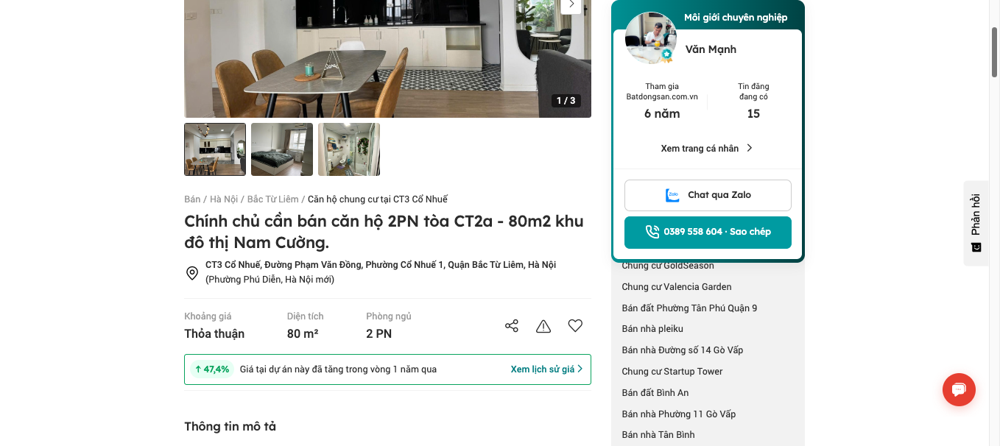 1 / 3
Bán / Hà Nội / Bắc Từ Liêm / Căn hộ chung cư tại CT3 Cổ Nhuế
Chính chủ cần bán căn hộ 2PN tòa CT2a - 80m2 khu
đô thị Nam Cường.
CT3 Cổ Nhuế, Đường Phạm Văn Đồng, Phường Cổ Nhuế 1, Quận Bắc Từ Liêm, Hà Nội
(Phường Phú Diễn, Hà Nội mới)
Khoảng giá
Thỏa thuận
Diện tích
80 m²
Phòng ngủ
2 PN
47,4% Giá tại dự án này đã tăng trong vòng 1 năm qua
Xem lịch sử giá
Thông tin mô tả
Môi giới chuyên nghiệp
Văn Mạnh
Tham gia
Batdongsan.com.vn
6 năm
Tin đăng
đang có
15
Xem trang cá nhân
Zalo
Chat qua Zalo
0389 558 604 · Sao chép
Chung cư GoldSeason
Chung cư Valencia Garden
Bán đất Phường Tân Phú Quận 9
Bán nhà pleiku
Bán nhà Đường số 14 Gò Vấp
Chung cư Startup Tower
Bán đất Bình An
Bán nhà Phường 11 Gò Vấp
Bán nhà Tân Bình
Phản hồi